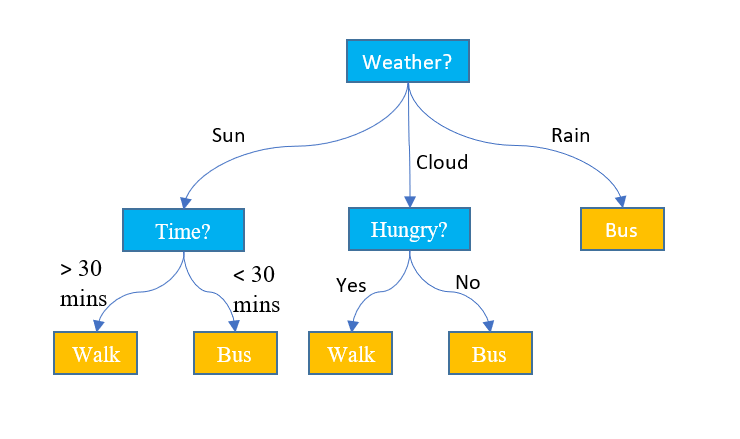 Weather?
Sun
Cloud
Rain
Time?
Hungry?
Bus
> 30
mins
< 30
mins
Yes
No
Walk
Bus
Walk
Bus